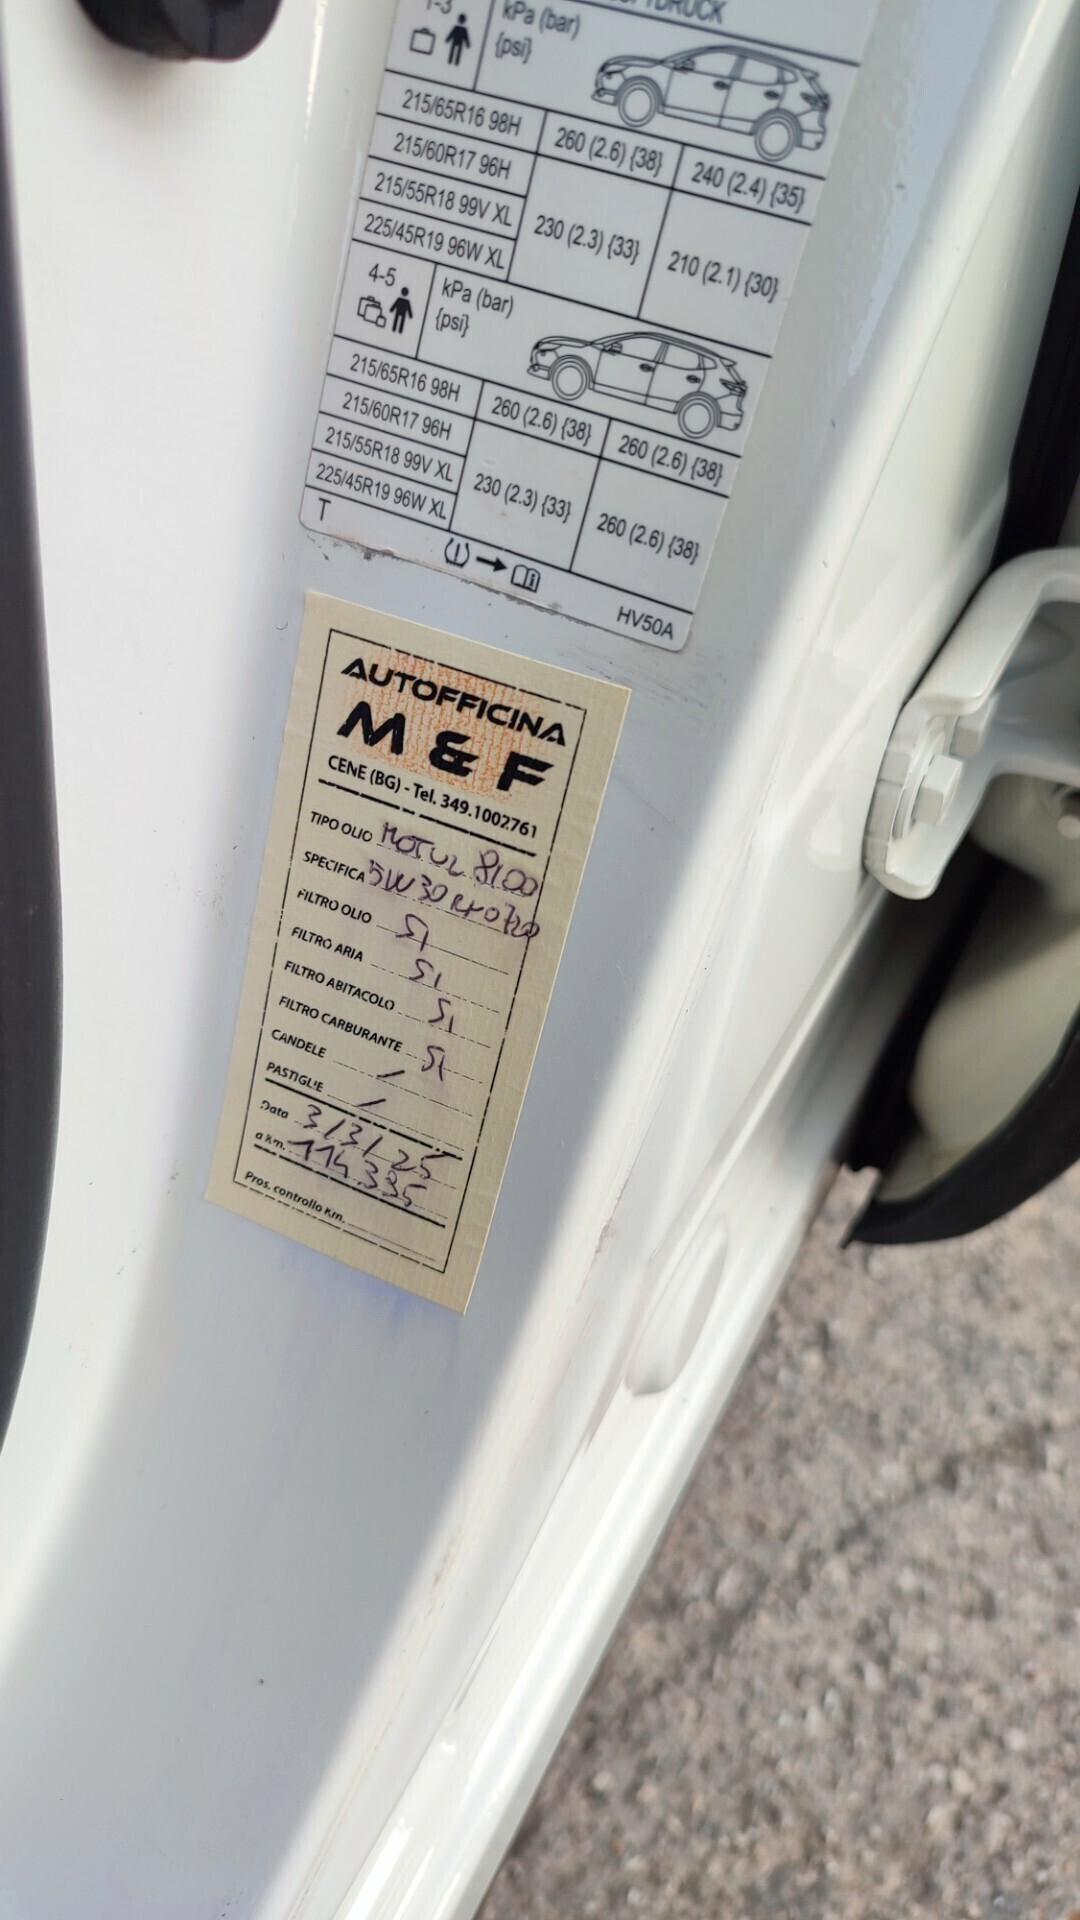 1-3
kPa (bar)
{psi}
215/65R16 98H 260 (2.6) {38} 240 (2.4) {35}
215/60R17 96H
215/55R18 99V XL 230 (2.3) {33} 210 (2.1) {30}
225/45R19 96W XL
4-5 kPa (bar)
{psi}
215/65R16 98H 260 (2.6) {38} 260 (2.6) {38}
215/60R17 96H
215/55R18 99V XL 230 (2.3) {33} 260 (2.6) {38}
225/45R19 96W XL
T
HV50A
AUTOFFICINA
M & F
CENE (BG) - Tel. 349.1002761
TIPO OLIO MOTUL 8100
SPECIFICA 5W30 RN0720
FILTRO OLIO SI
FILTRO ARIA SI
FILTRO ABITACOLO SI
FILTRO CARBURANTE SI
CANDELE /
PASTIGLIE /
Data 3/3/25
a Km. 114.395
Pros. controllo Km.